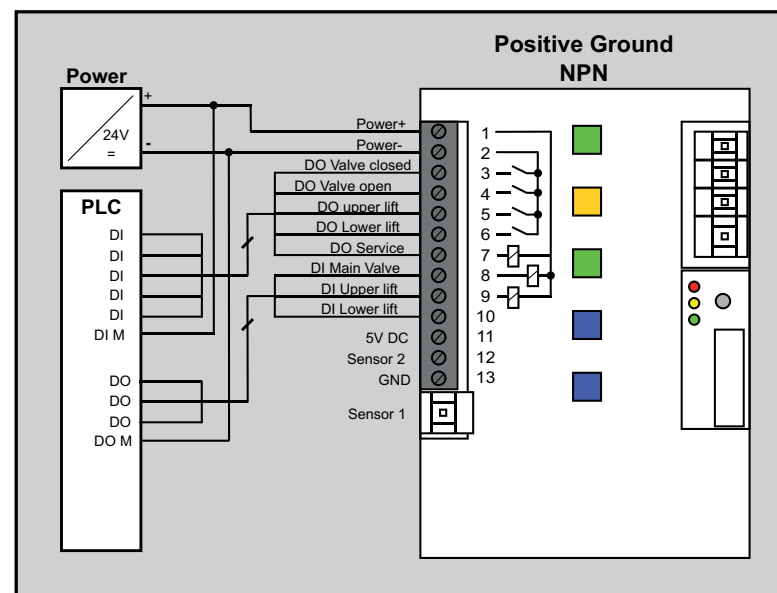 Positive Ground
NPN
Power
+
24V
=
-
PLC
DI
DI
DI
DI
DI
DI M
DO
DO
DO
DO M
Power+
Power-
DO Valve closed
DO Valve open
DO upper lift
DO Lower lift
DO Service
DI Main Valve
DI Upper lift
DI Lower lift
5V DC
Sensor 2
GND
Sensor 1
1
2
3
4
5
6
7
8
9
10
11
12
13